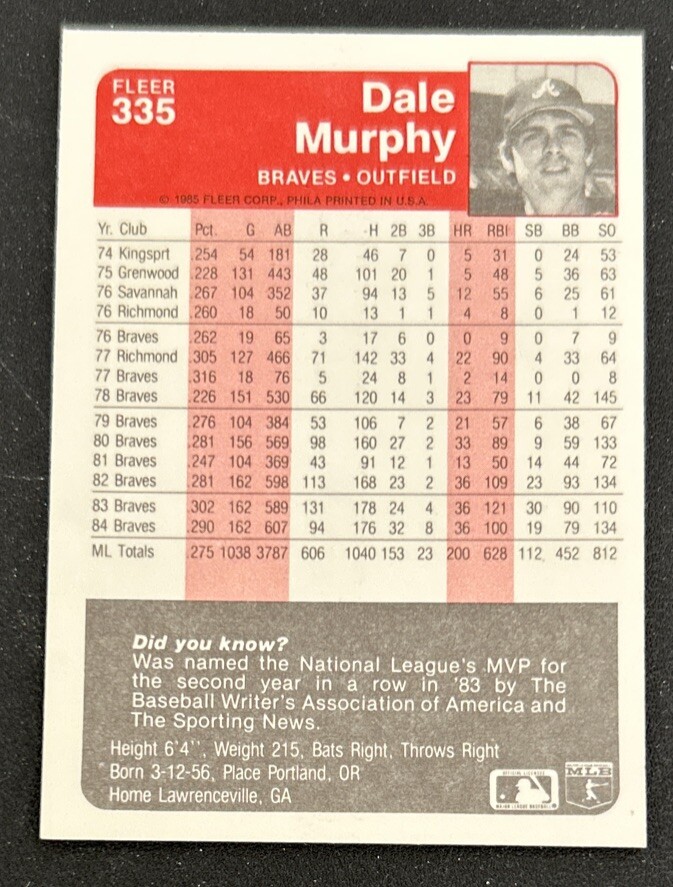 FLEER
335
Dale
Murphy
BRAVES • OUTFIELD
© 1985 FLEER CORP., PHILA PRINTED IN U.S.A.
Yr. Club Pct. G AB R H 2B 3B HR RBI SB BB SO
74 Kingsprt .254 54 181 28 46 7 0 5 31 0 24 53
75 Grenwood .228 131 443 48 101 20 1 5 48 5 36 63
76 Savannah .267 104 352 37 94 13 5 12 55 6 25 61
76 Richmond .260 18 50 10 13 1 1 4 8 0 1 12
76 Braves .262 19 65 3 17 6 0 0 9 0 7 9
77 Richmond .305 127 466 71 142 33 4 22 90 4 33 64
77 Braves .316 18 76 5 24 8 1 2 14 0 0 8
78 Braves .226 151 530 66 120 14 3 23 79 11 42 145
79 Braves .276 104 384 53 106 7 2 21 57 6 38 67
80 Braves .281 156 569 98 160 27 2 33 89 9 59 133
81 Braves .247 104 369 43 91 12 1 13 50 14 44 72
82 Braves .281 162 598 113 168 23 2 36 109 23 93 134
83 Braves .302 162 589 131 178 24 4 36 121 30 90 110
84 Braves .290 162 607 94 176 32 8 36 100 19 79 134
ML Totals .275 1038 3787 606 1040 153 23 200 628 112 452 812
Did you know?
Was named the National League's MVP for
the second year in a row in '83 by The
Baseball Writer's Association of America and
The Sporting News.
Height 6'4'', Weight 215, Bats Right, Throws Right
Born 3-12-56, Place Portland, OR
Home Lawrenceville, GA
MAJOR LEAGUE BASEBALL